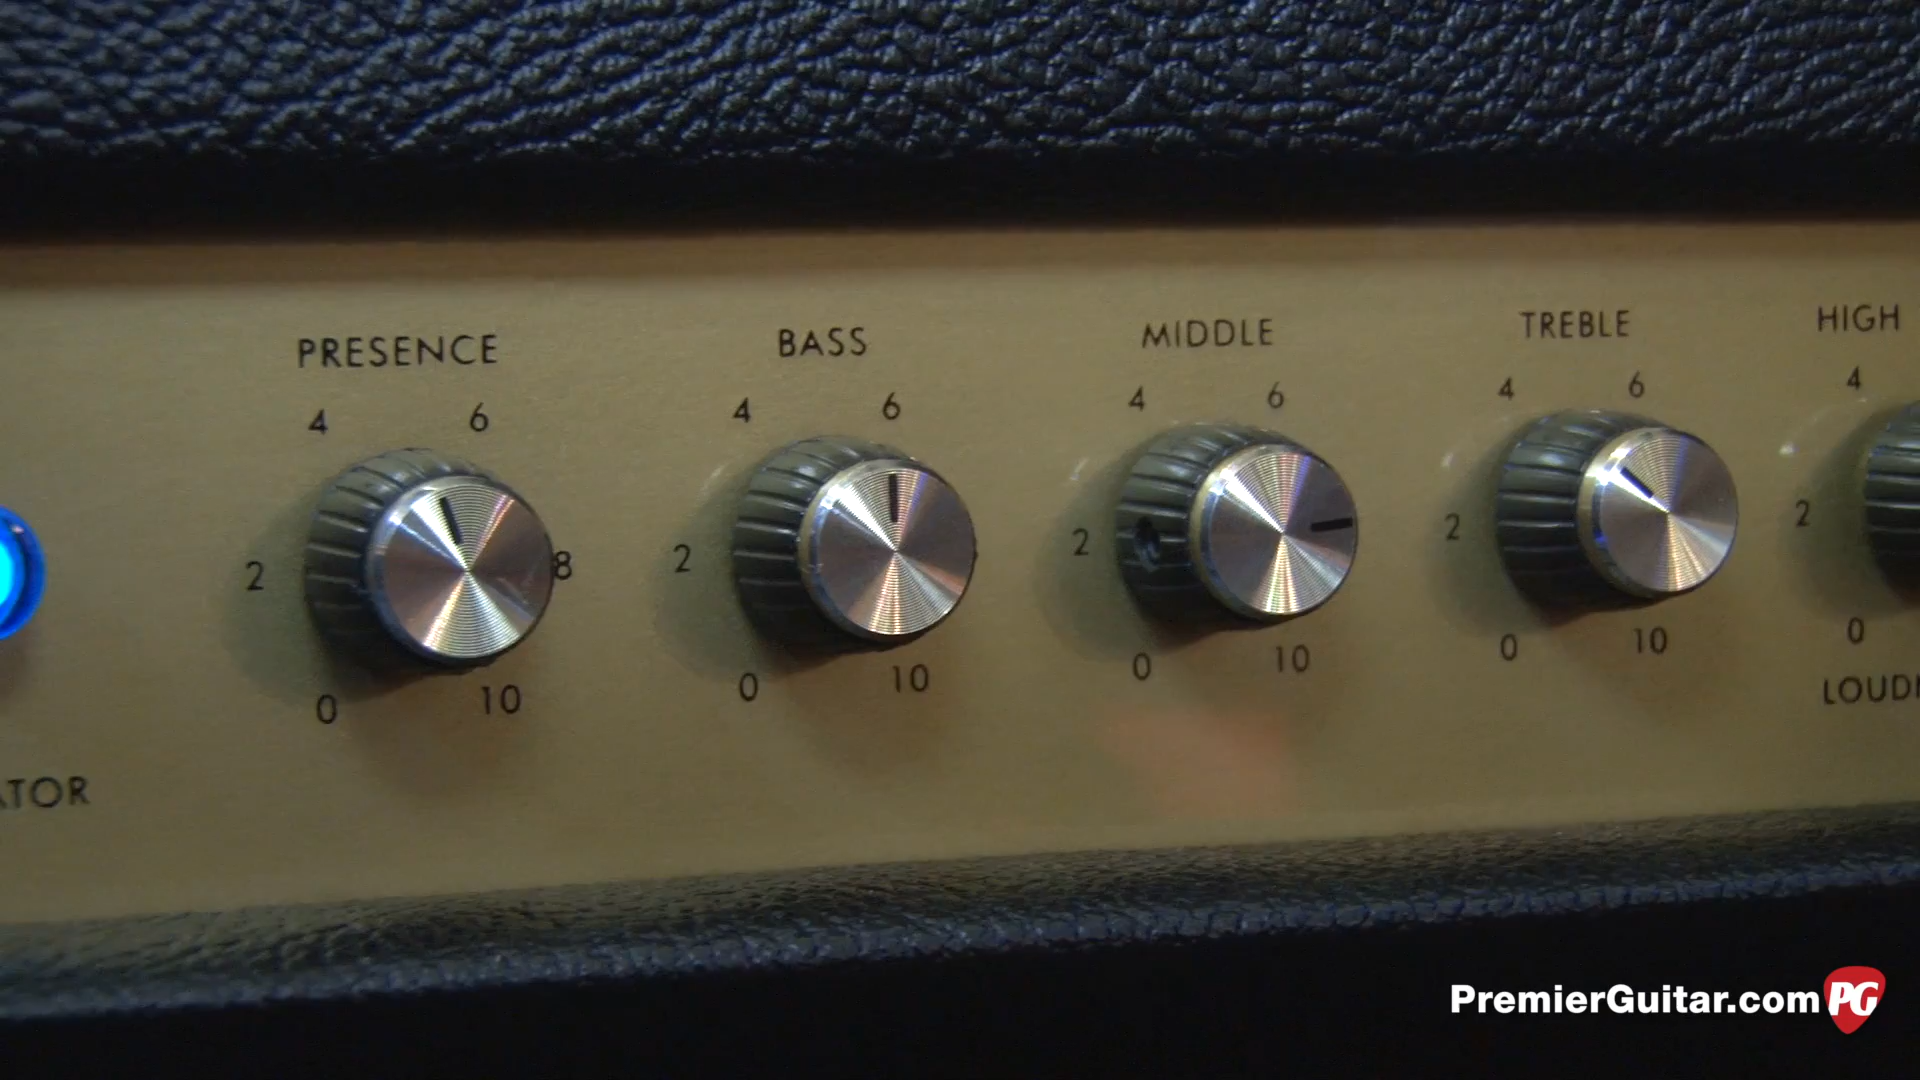 PRESENCE BASS MIDDLE TREBLE HIGH
4 6 4 6 4 6 4 6 4
2 8 2 2 2 2
0 10 0 10 0 10 0 10 0
LOUD
ATOR
PremierGuitar.com PG